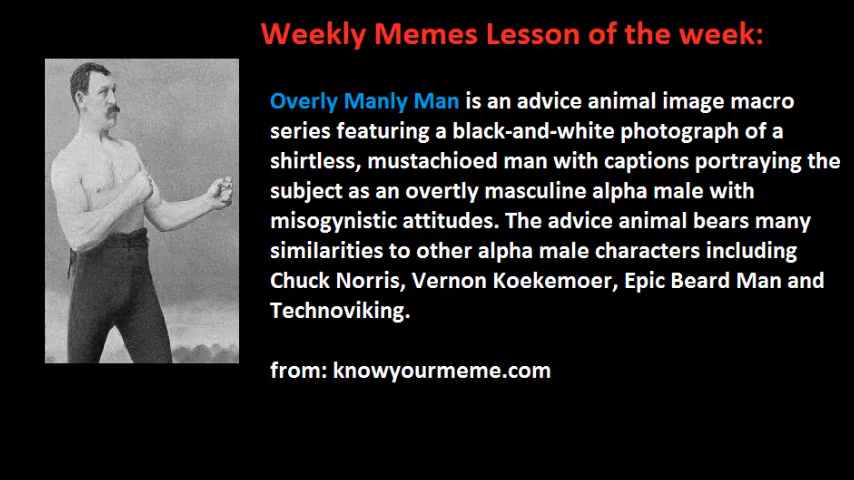 Weekly Memes Lesson of the week:
Overly Manly Man is an advice animal image macro
series featuring a black-and-white photograph of a
shirtless, mustachioed man with captions portraying the
subject as an overtly masculine alpha male with
misogynistic attitudes. The advice animal bears many
similarities to other alpha male characters including
Chuck Norris, Vernon Koekemoer, Epic Beard Man and
Technoviking.
from: knowyourmeme.com